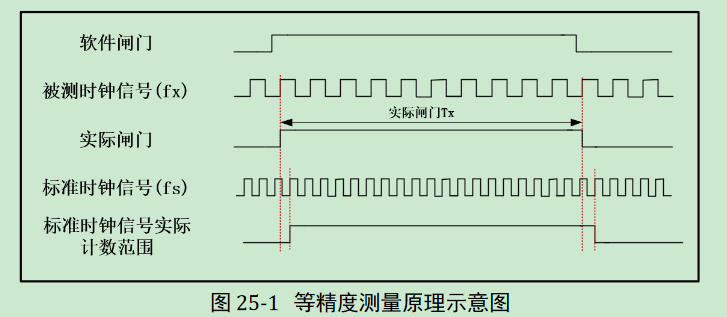 软件闸门
被测时钟信号(fx)
实际闸门Tx
实际闸门
标准时钟信号(fs)
标准时钟信号实际
计数范围
图 25-1 等精度测量原理示意图